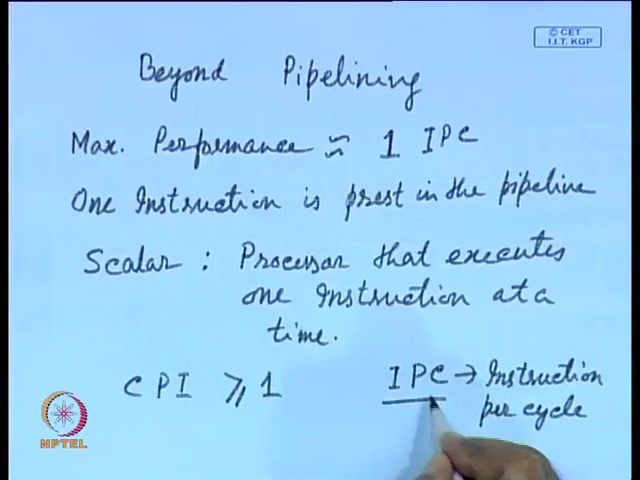 © CET
I.I.T. KGP
Beyond Pipelining
Max. Performance ≈ 1 IPC
One Instruction is prest in the pipeline
Scalar : Processor that executes
one Instruction at a
time.
CPI ⩾ 1
IPC → Instruction
per cycle
NPTEL